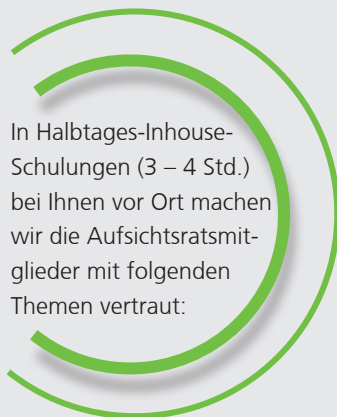 In Halbtages-Inhouse-
Schulungen (3 – 4 Std.)
bei Ihnen vor Ort machen
wir die Aufsichtsratsmit-
glieder mit folgenden
Themen vertraut: